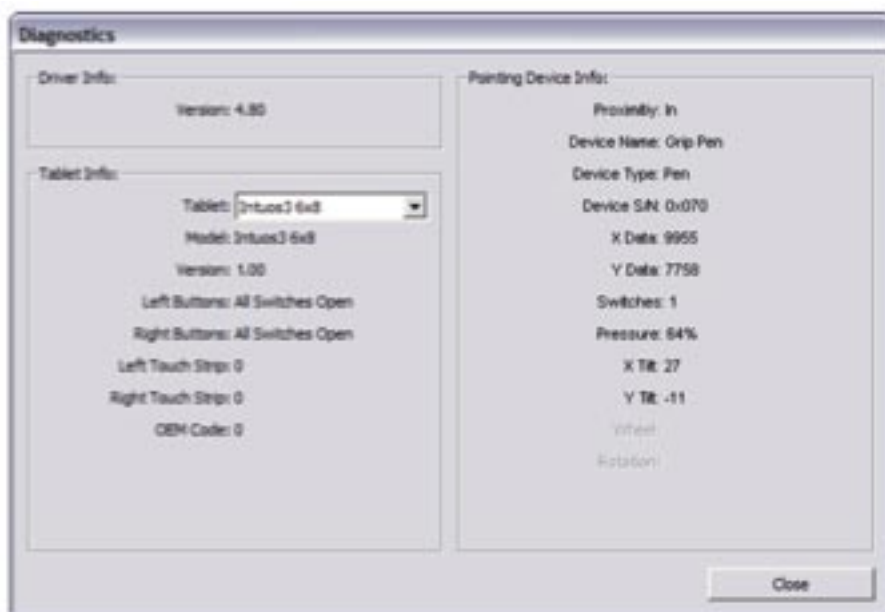 Diagnostics
Driver Info:
Version: 4.80
Tablet Info:
Tablet: Intuos3 6x8
Model: Intuos3 6x8
Version: 1.00
Left Buttons: All Switches Open
Right Buttons: All Switches Open
Left Touch Strip: 0
Right Touch Strip: 0
OEM Code: 0
Pointing Device Info:
Proximity: In
Device Name: Grip Pen
Device Type: Pen
Device S/N: 0x070
X Data: 9955
Y Data: 7758
Switches: 1
Pressure: 64%
X Tilt: 27
Y Tilt: -11
Wheel:
Rotation:
Close